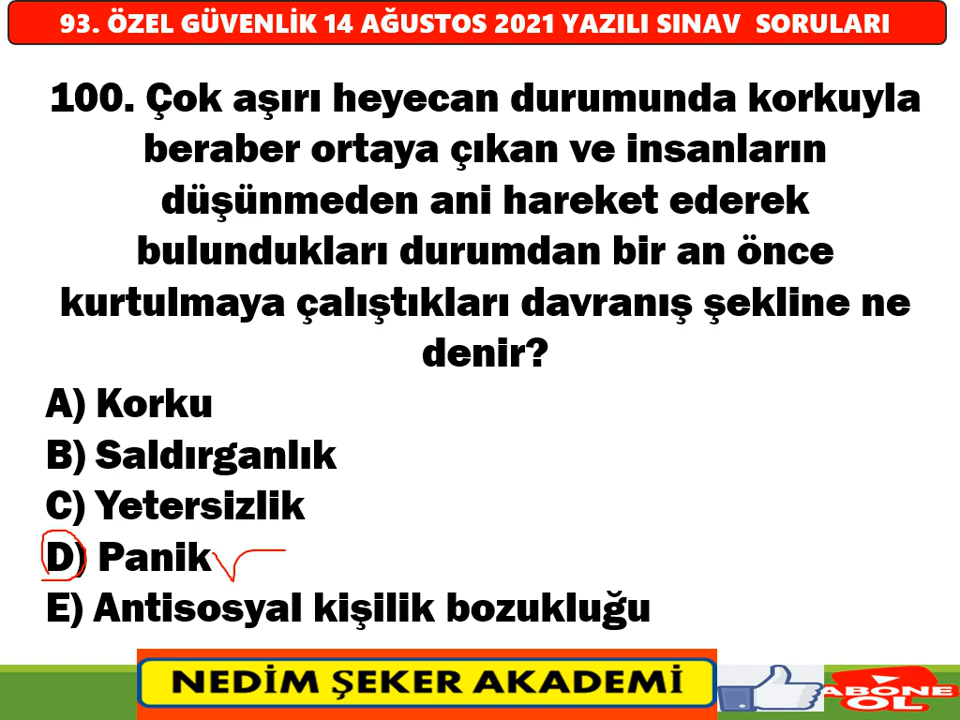 93. ÖZEL GÜVENLİK 14 AĞUSTOS 2021 YAZILI SINAV SORULARI
100. Çok aşırı heyecan durumunda korkuyla
beraber ortaya çıkan ve insanların
düşünmeden ani hareket ederek
bulundukları durumdan bir an önce
kurtulmaya çalıştıkları davranış şekline ne
denir?
A) Korku
B) Saldırganlık
C) Yetersizlik
D) Panik
E) Antisosyal kişilik bozukluğu
NEDİM ŞEKER AKADEMİ
ABONE
OL